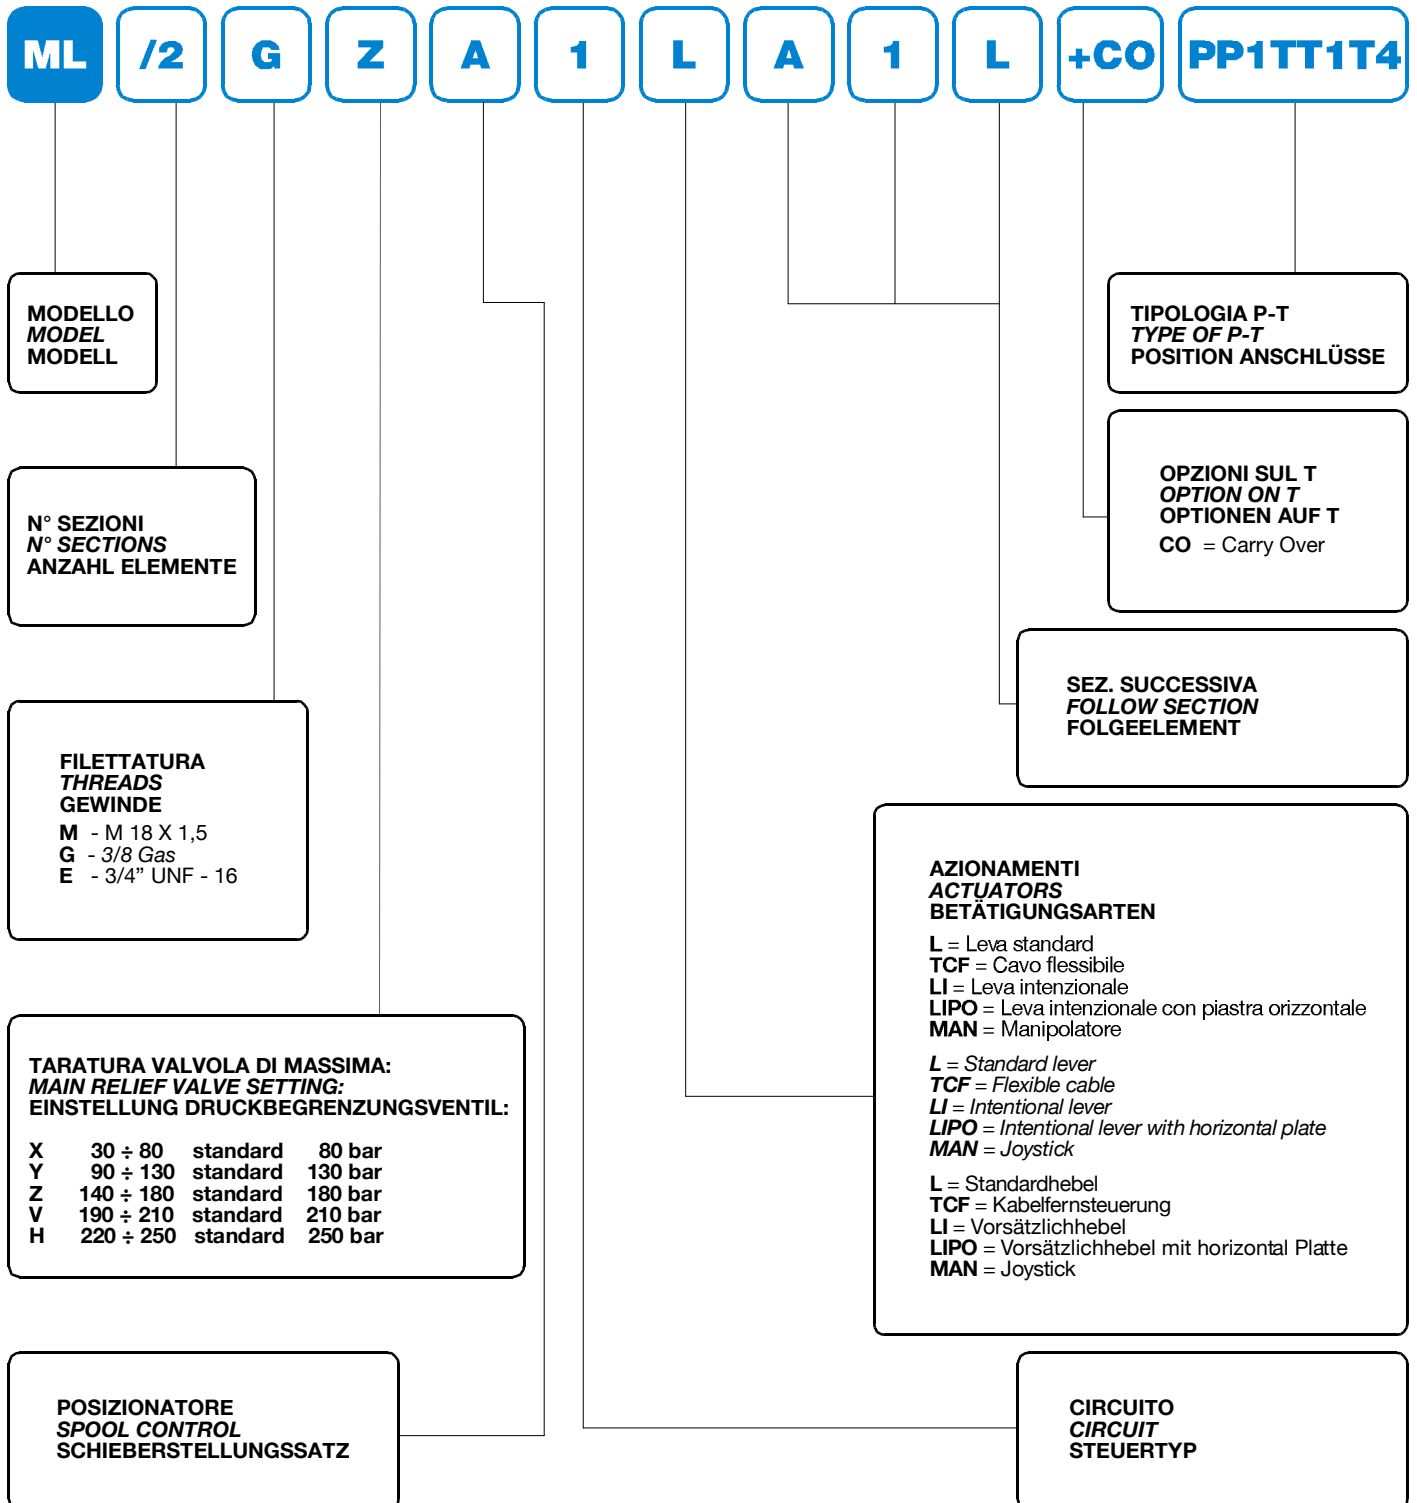 ML /2 G Z A 1 L A 1 L +CO PP1TT1T4
MODELLO
MODEL
MODELL
TIPOLOGIA P-T
TYPE OF P-T
POSITION ANSCHLÜSSE
OPZIONI SUL T
OPTION ON T
OPTIONEN AUF T
CO = Carry Over
N° SEZIONI
N° SECTIONS
ANZAHL ELEMENTE
SEZ. SUCCESSIVA
FOLLOW SECTION
FOLGEELEMENT
FILETTATURA
THREADS
GEWINDE
M - M 18 X 1,5
G - 3/8 Gas
E - 3/4” UNF - 16
AZIONAMENTI
ACTUATORS
BETÄTIGUNGSARTEN
L = Leva standard
TCF = Cavo flessibile
LI = Leva intenzionale
LIPO = Leva intenzionale con piastra orizzontale
MAN = Manipolatore
L = Standard lever
TCF = Flexible cable
LI = Intentional lever
LIPO = Intentional lever with horizontal plate
MAN = Joystick
L = Standardhebel
TCF = Kabelfernsteuerung
LI = Vorsätzlichhebel
LIPO = Vorsätzlichhebel mit horizontal Platte
MAN = Joystick
TARATURA VALVOLA DI MASSIMA:
MAIN RELIEF VALVE SETTING:
EINSTELLUNG DRUCKBEGRENZUNGSVENTIL:
X 30 ÷ 80 standard 80 bar
Y 90 ÷ 130 standard 130 bar
Z 140 ÷ 180 standard 180 bar
V 190 ÷ 210 standard 210 bar
H 220 ÷ 250 standard 250 bar
POSIZIONATORE
SPOOL CONTROL
SCHIEBERSTELLUNGSSATZ
CIRCUITO
CIRCUIT
STEUERTYP